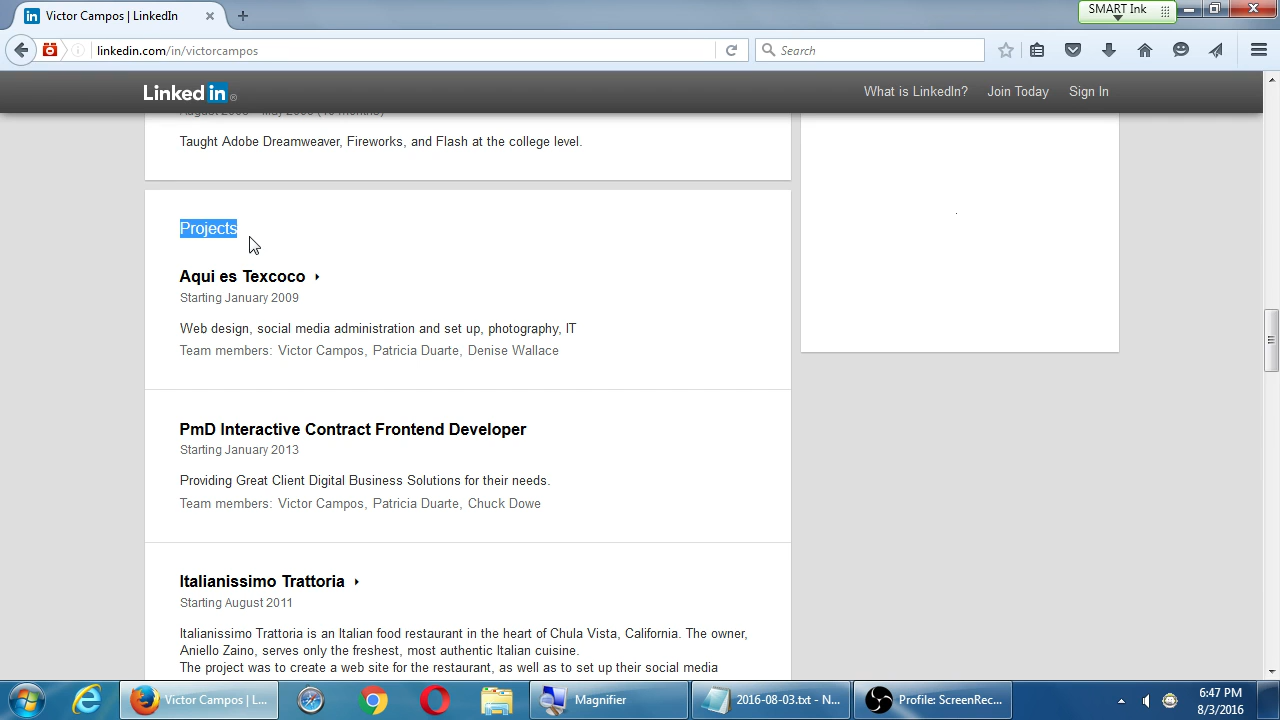 Victor Campos | LinkedIn
SMART Ink
linkedin.com/in/victorcampos
Search
Linked in
What is LinkedIn?
Join Today
Sign In
Taught Adobe Dreamweaver, Fireworks, and Flash at the college level.
Projects
Aqui es Texcoco
Starting January 2009
Web design, social media administration and set up, photography, IT
Team members: Victor Campos, Patricia Duarte, Denise Wallace
PmD Interactive Contract Frontend Developer
Starting January 2013
Providing Great Client Digital Business Solutions for their needs.
Team members: Victor Campos, Patricia Duarte, Chuck Dowe
Italianissimo Trattoria
Starting August 2011
Italianissimo Trattoria is an Italian food restaurant in the heart of Chula Vista, California. The owner,
Aniello Zaino, serves only the freshest, most authentic Italian cuisine.
The project was to create a web site for the restaurant, as well as to set up their social media
Victor Campos | L...
Magnifier
2016-08-03.txt - N...
Profile: ScreenRec...
6:47 PM
8/3/2016